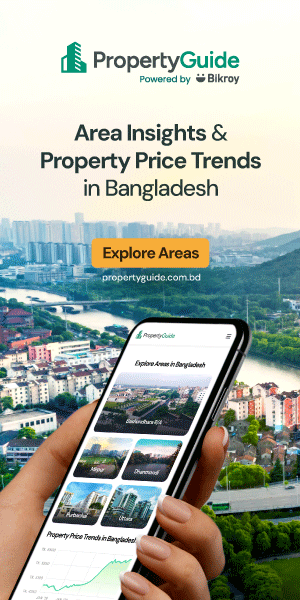 PropertyGuide
Powered by Bikroy
Area Insights &
Property Price Trends
in Bangladesh
Explore Areas
propertyguide.com.bd
PropertyGuide
Explore Areas in Bangladesh
Bashundhara R/A
Mirpur
Dhanmondi
Purbachal
Uttara
Property Price Trends in Bangladesh